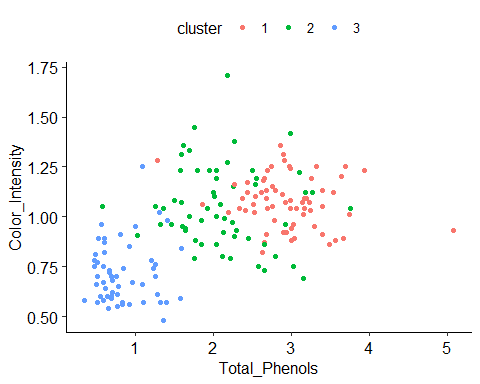 cluster 1 2 3
1.75
1.50
1.25
1.00
0.75
0.50
Color_Intensity
1 2 3 4 5
Total_Phenols